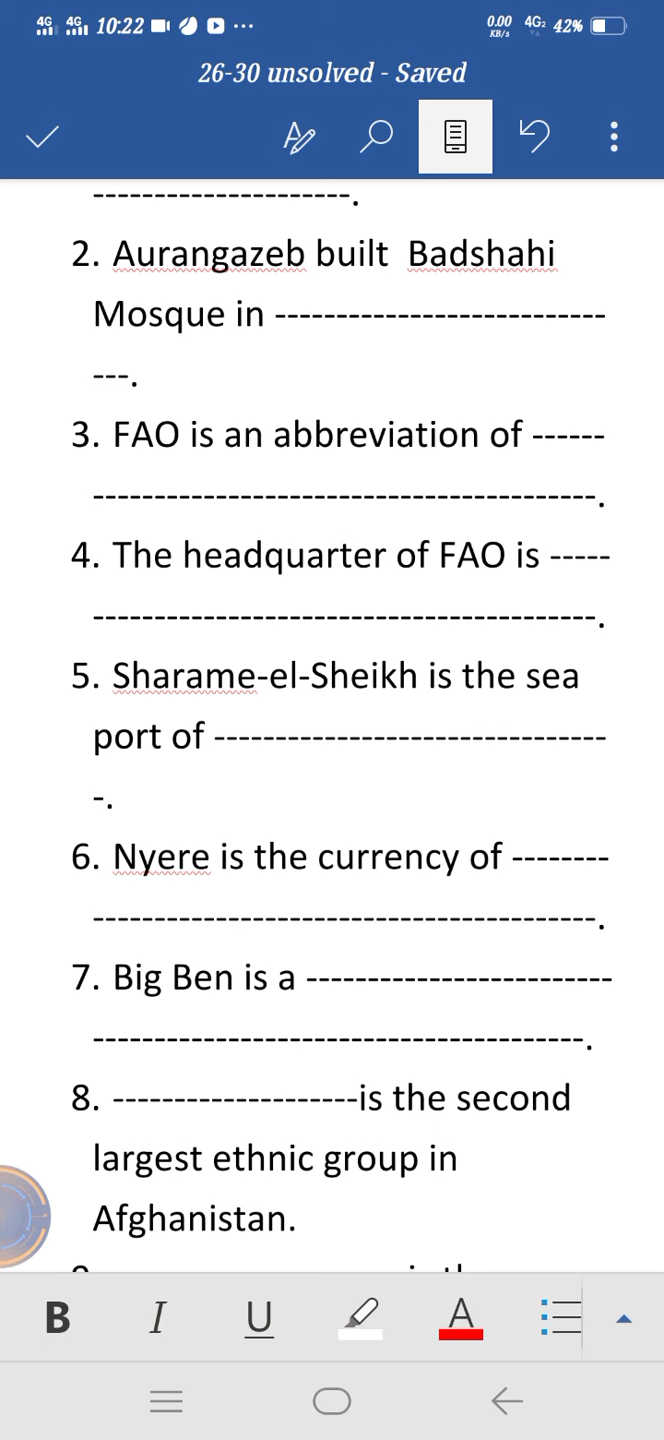 4G 4G 10:22 ... 0.00 KB/s 4G2 42%
26-30 unsolved - Saved
--------------------.
2. Aurangazeb built  Badshahi
Mosque in ---------------------------
---.
3. FAO is an abbreviation of ------
-----------------------------------------.
4. The headquarter of FAO is -----
-----------------------------------------.
5. Sharame-el-Sheikh is the sea
port of --------------------------------
-.
6. Nyere is the currency of --------
-----------------------------------------.
7. Big Ben is a -------------------------
----------------------------------------.
8. --------------------is the second
largest ethnic group in
Afghanistan.
B I U A